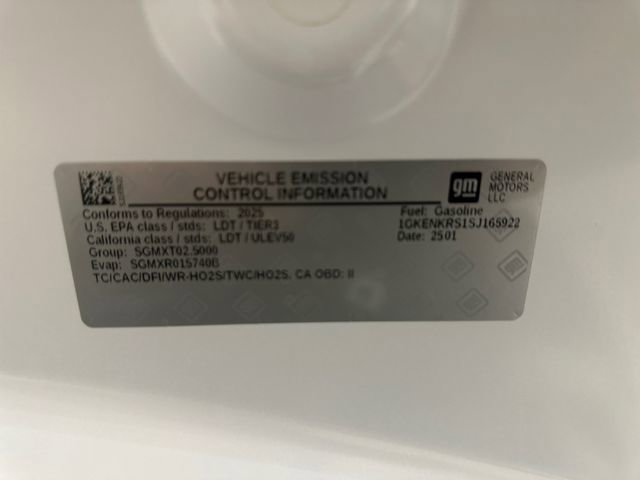 VEHICLE EMISSION
CONTROL INFORMATION
gm
GENERAL
MOTORS
LLC
Conforms to Regulations: 2025
Fuel: Gasoline
U.S. EPA class / stds: LDT / TIER3
1GKENKRS1SJ165922
California class / stds: LDT / ULEV50
Date: 2501
Group: SGMXT02.5000
Evap: SGMXR015740B
TC/CAC/DFI/WR-HO2S/TWC/HO2S, CA OBD: II